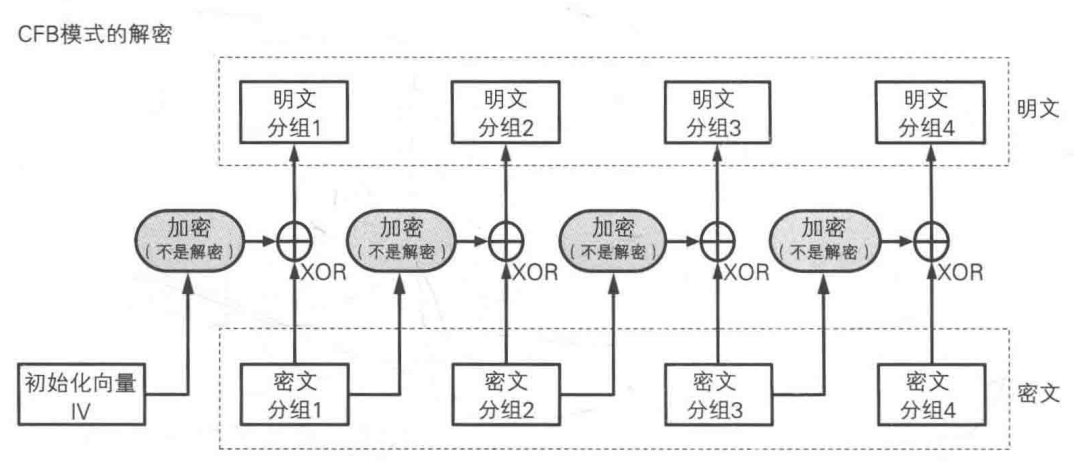 CFB模式的解密
明文
分组1
明文
分组2
明文
分组3
明文
分组4
明文
加密
(不是解密)
加密
(不是解密)
加密
(不是解密)
加密
(不是解密)
XOR
XOR
XOR
XOR
初始化向量
IV
密文
分组1
密文
分组2
密文
分组3
密文
分组4
密文